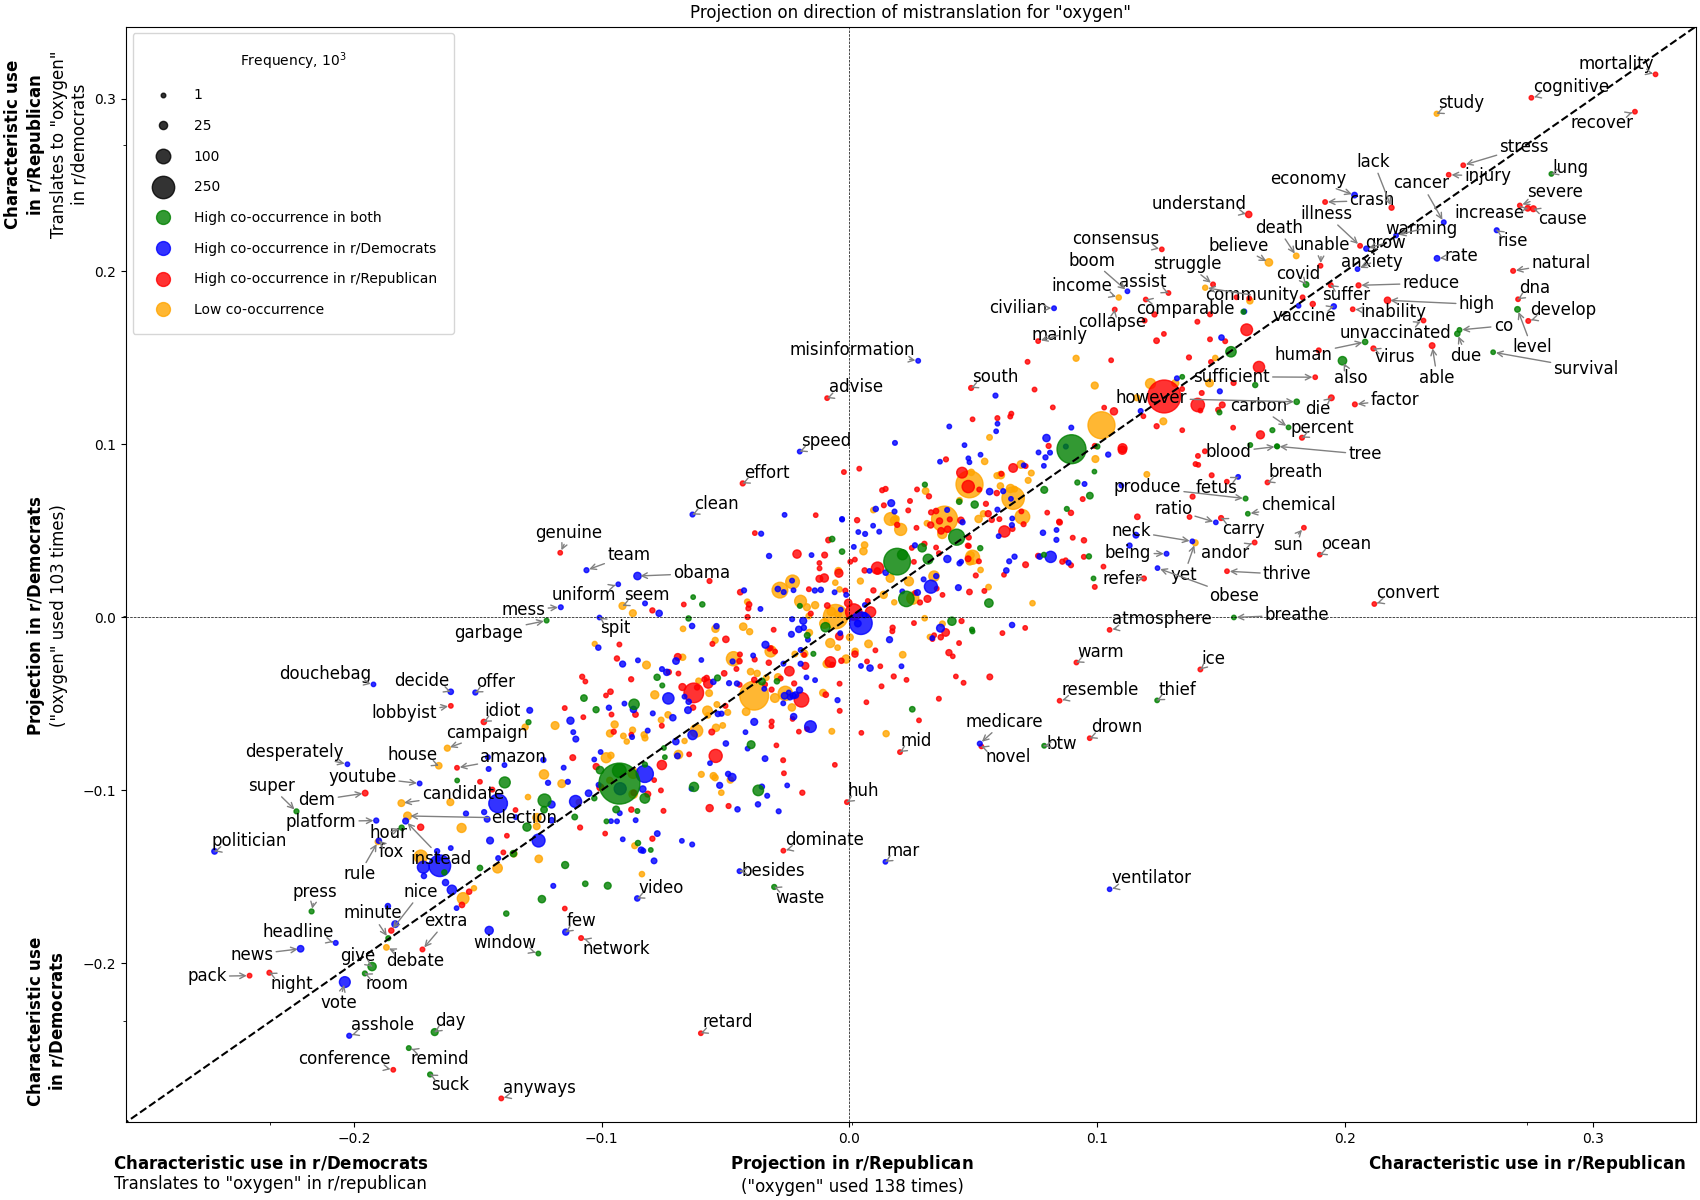 Projection on direction of mistranslation for "oxygen"
Characteristic use
in r/Republican
Translates to "oxygen"
in r/democrats
Projection in r/Democrats
("oxygen" used 103 times)
Characteristic use
in r/Democrats
0.3
0.2
0.1
0.0
−0.1
−0.2
Frequency, 10³
1
25
100
250
High co-occurrence in both
High co-occurrence in r/Democrats
High co-occurrence in r/Republican
Low co-occurrence
mortality
cognitive
study
recover
stress
lack
lung
injury
economy
cancer
severe
crash
understand
illness
increase
cause
death
warming
consensus
believe
unable
grow
rise
boom
struggle
anxiety
rate
natural
covid
income
assist
reduce
dna
community
suffer
high
civilian
comparable
vaccine
inability
develop
collapse
mainly
unvaccinated
co
misinformation
human
virus
due
level
advise
south
sufficient
also
able
survival
however
carbon
die
factor
speed
percent
blood
tree
effort
breath
produce
fetus
clean
chemical
ratio
genuine
neck
carry
team
being
andor
sun
ocean
obama
refer
yet
thrive
uniform
seem
obese
convert
mess
garbage
spit
atmosphere
breathe
warm
ice
douchebag
decide
offer
resemble
thief
lobbyist
idiot
campaign
medicare
drown
desperately
house
amazon
mid
novel
btw
super
youtube
dem
candidate
huh
platform
election
hour
politician
fox
instead
dominate
mar
rule
besides
ventilator
press
nice
video
waste
minute
extra
few
headline
window
news
give
debate
network
pack
night
room
vote
asshole
day
retard
conference
remind
suck
anyways
−0.2
−0.1
0.0
0.1
0.2
0.3
Characteristic use in r/Democrats
Translates to "oxygen" in r/republican
Projection in r/Republican
("oxygen" used 138 times)
Characteristic use in r/Republican